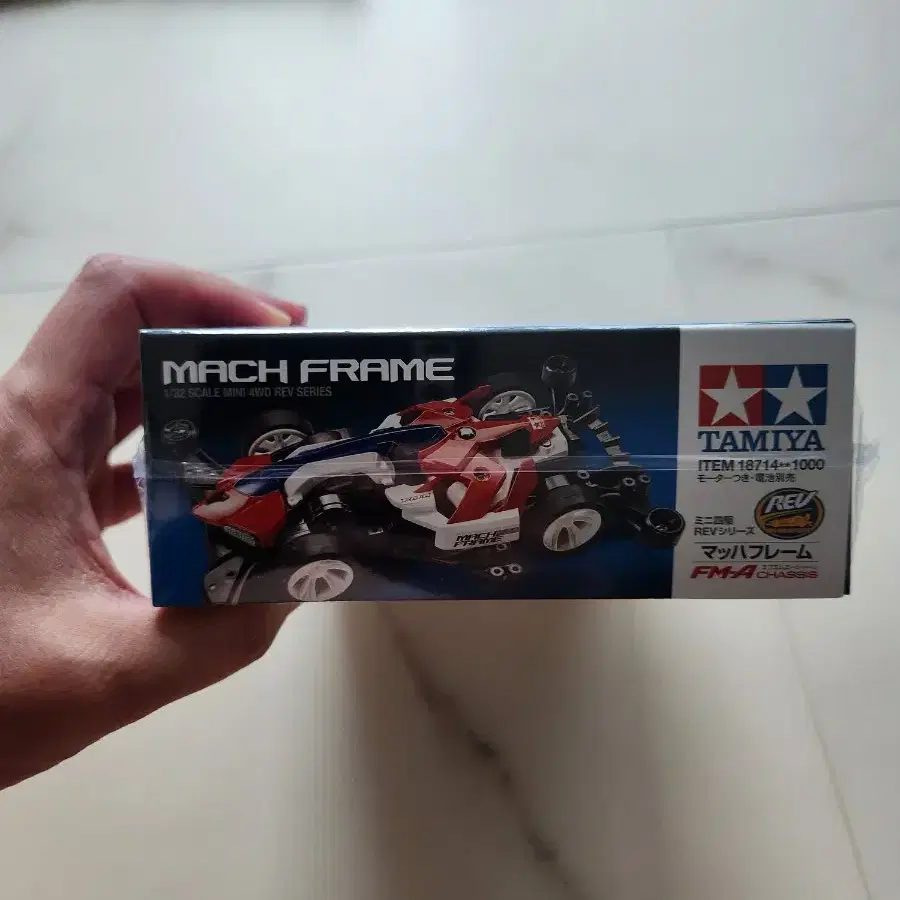 MACH FRAME
1/32 SCALE MINI 4WD REV SERIES
MACH
FRAME
TAMIYA
ITEM 18714**1000
モーターつき・電池別売
REV
ミニ四駆
REVシリーズ
マッハフレーム
FM-A CHASSIS